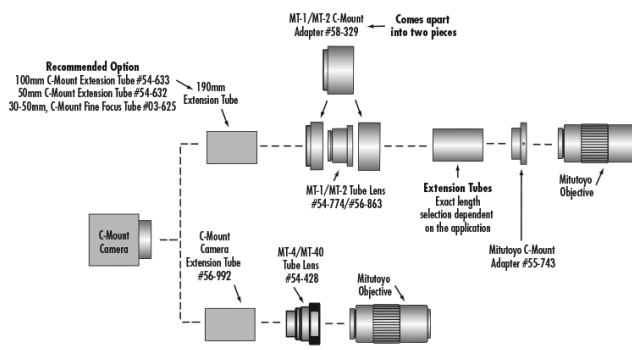 MT-1/MT-2 C-Mount
Adapter #58-329
Comes apart
into two pieces
Recommended Option
100mm C-Mount Extension Tube #54-633
50mm C-Mount Extension Tube #54-632
30-50mm, C-Mount Fine Focus Tube #03-625
190mm
Extension Tube
MT-1/MT-2 Tube Lens
#54-774/#56-863
Extension Tubes
Exact length
selection dependent
on the application
Mitutoyo
Objective
Mitutoyo C-Mount
Adapter #55-743
C-Mount
Camera
C-Mount
Camera
Extension Tube
#56-992
MT-4/MT-40
Tube Lens
#54-428
Mitutoyo
Objective